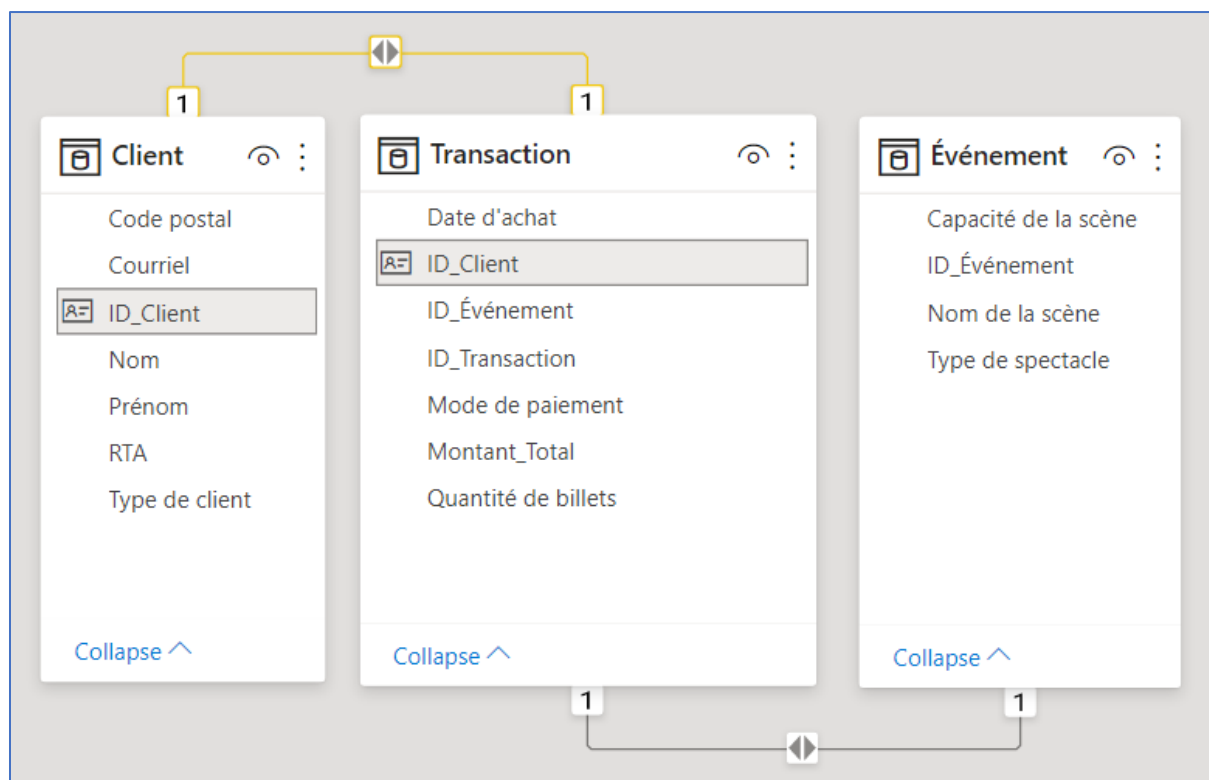 1
1
Client
Code postal
Courriel
ID_Client
Nom
Prénom
RTA
Type de client
Collapse
Transaction
Date d'achat
ID_Client
ID_Événement
ID_Transaction
Mode de paiement
Montant_Total
Quantité de billets
Collapse
Événement
Capacité de la scène
ID_Événement
Nom de la scène
Type de spectacle
Collapse
1
1